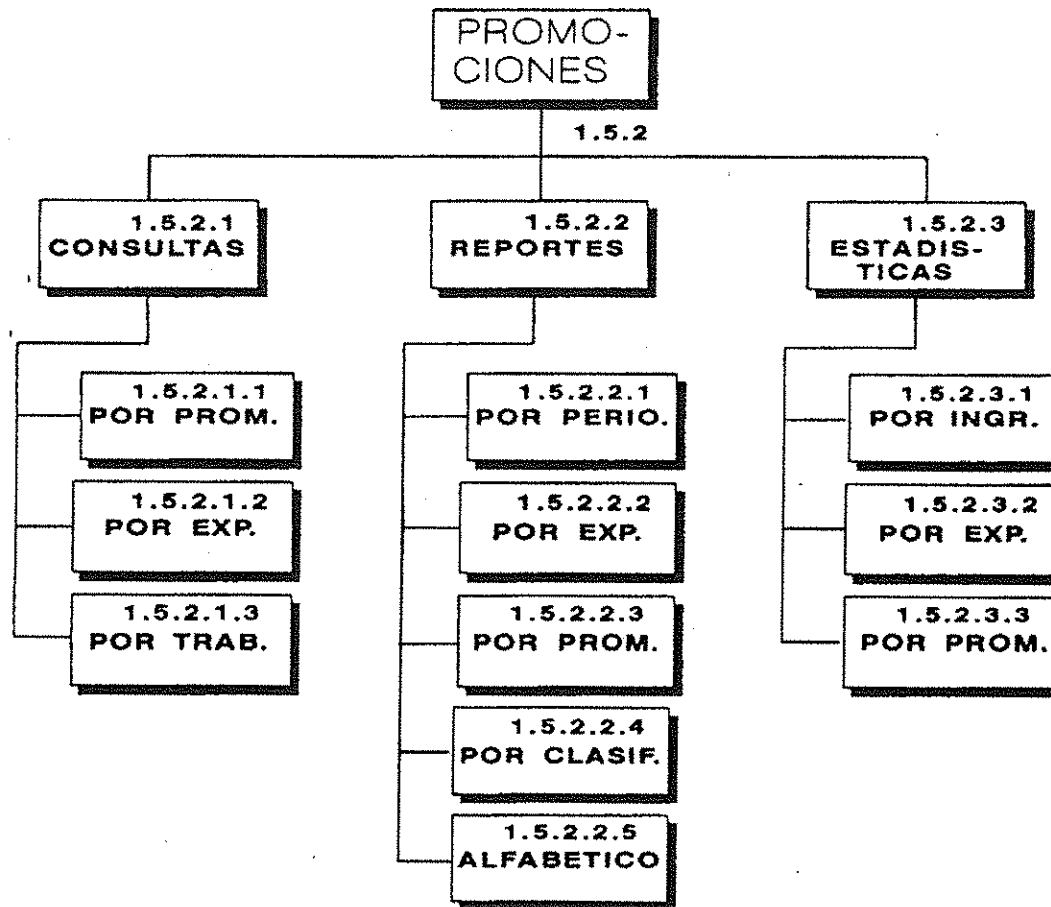 PROMO-
CIONES
1.5.2
1.5.2.1
CONSULTAS
1.5.2.2
REPORTES
1.5.2.3
ESTADIS-
TICAS
1.5.2.1.1
POR PROM.
1.5.2.1.2
POR EXP.
1.5.2.1.3
POR TRAB.
1.5.2.2.1
POR PERIO.
1.5.2.2.2
POR EXP.
1.5.2.2.3
POR PROM.
1.5.2.2.4
POR CLASIF.
1.5.2.2.5
ALFABETICO
1.5.2.3.1
POR INGR.
1.5.2.3.2
POR EXP.
1.5.2.3.3
POR PROM.